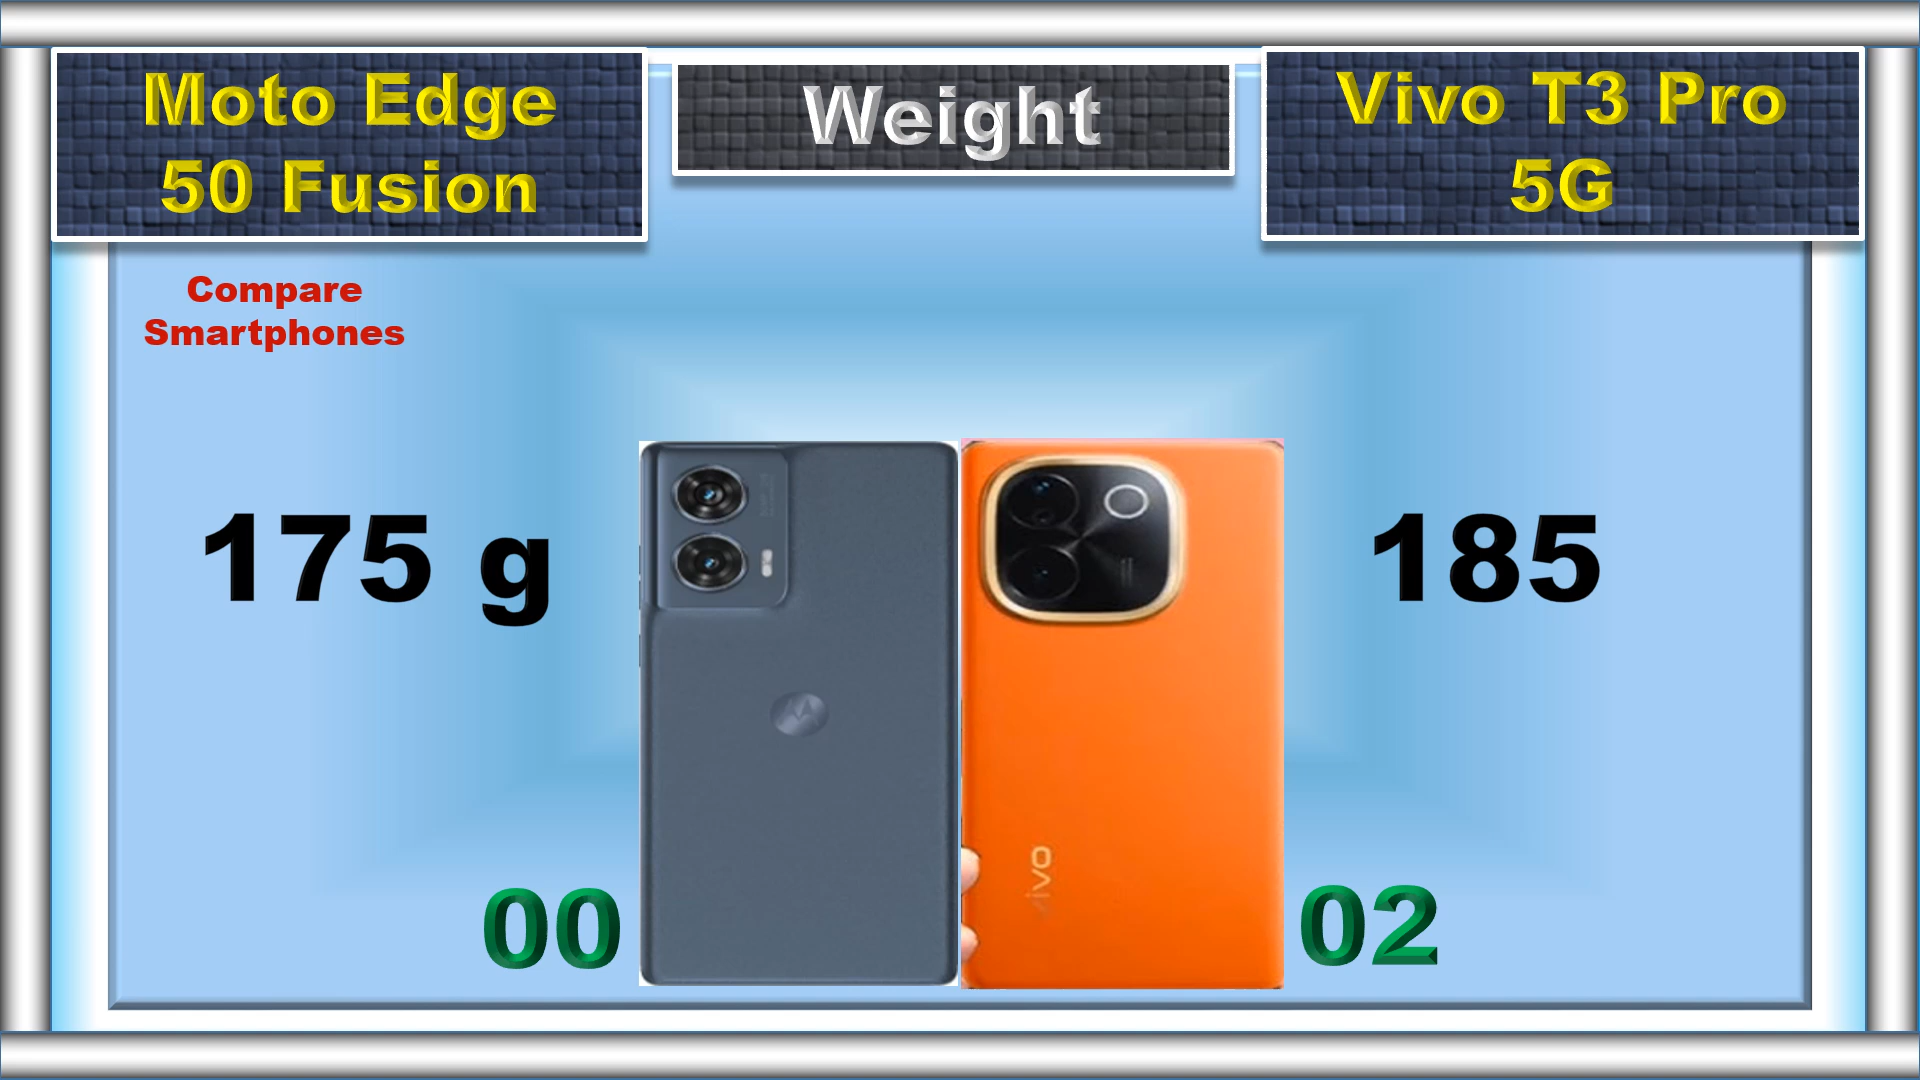 Moto Edge
50 Fusion
Weight
Vivo T3 Pro
5G
Compare
Smartphones
175 g
185
vivo
00
02